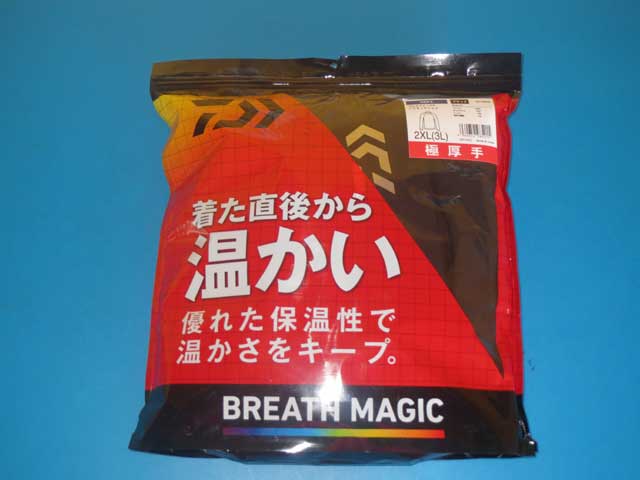 2XL(3L)
極厚手
着た直後から
温かい
優れた保温性で
温かさをキープ。
BREATH MAGIC